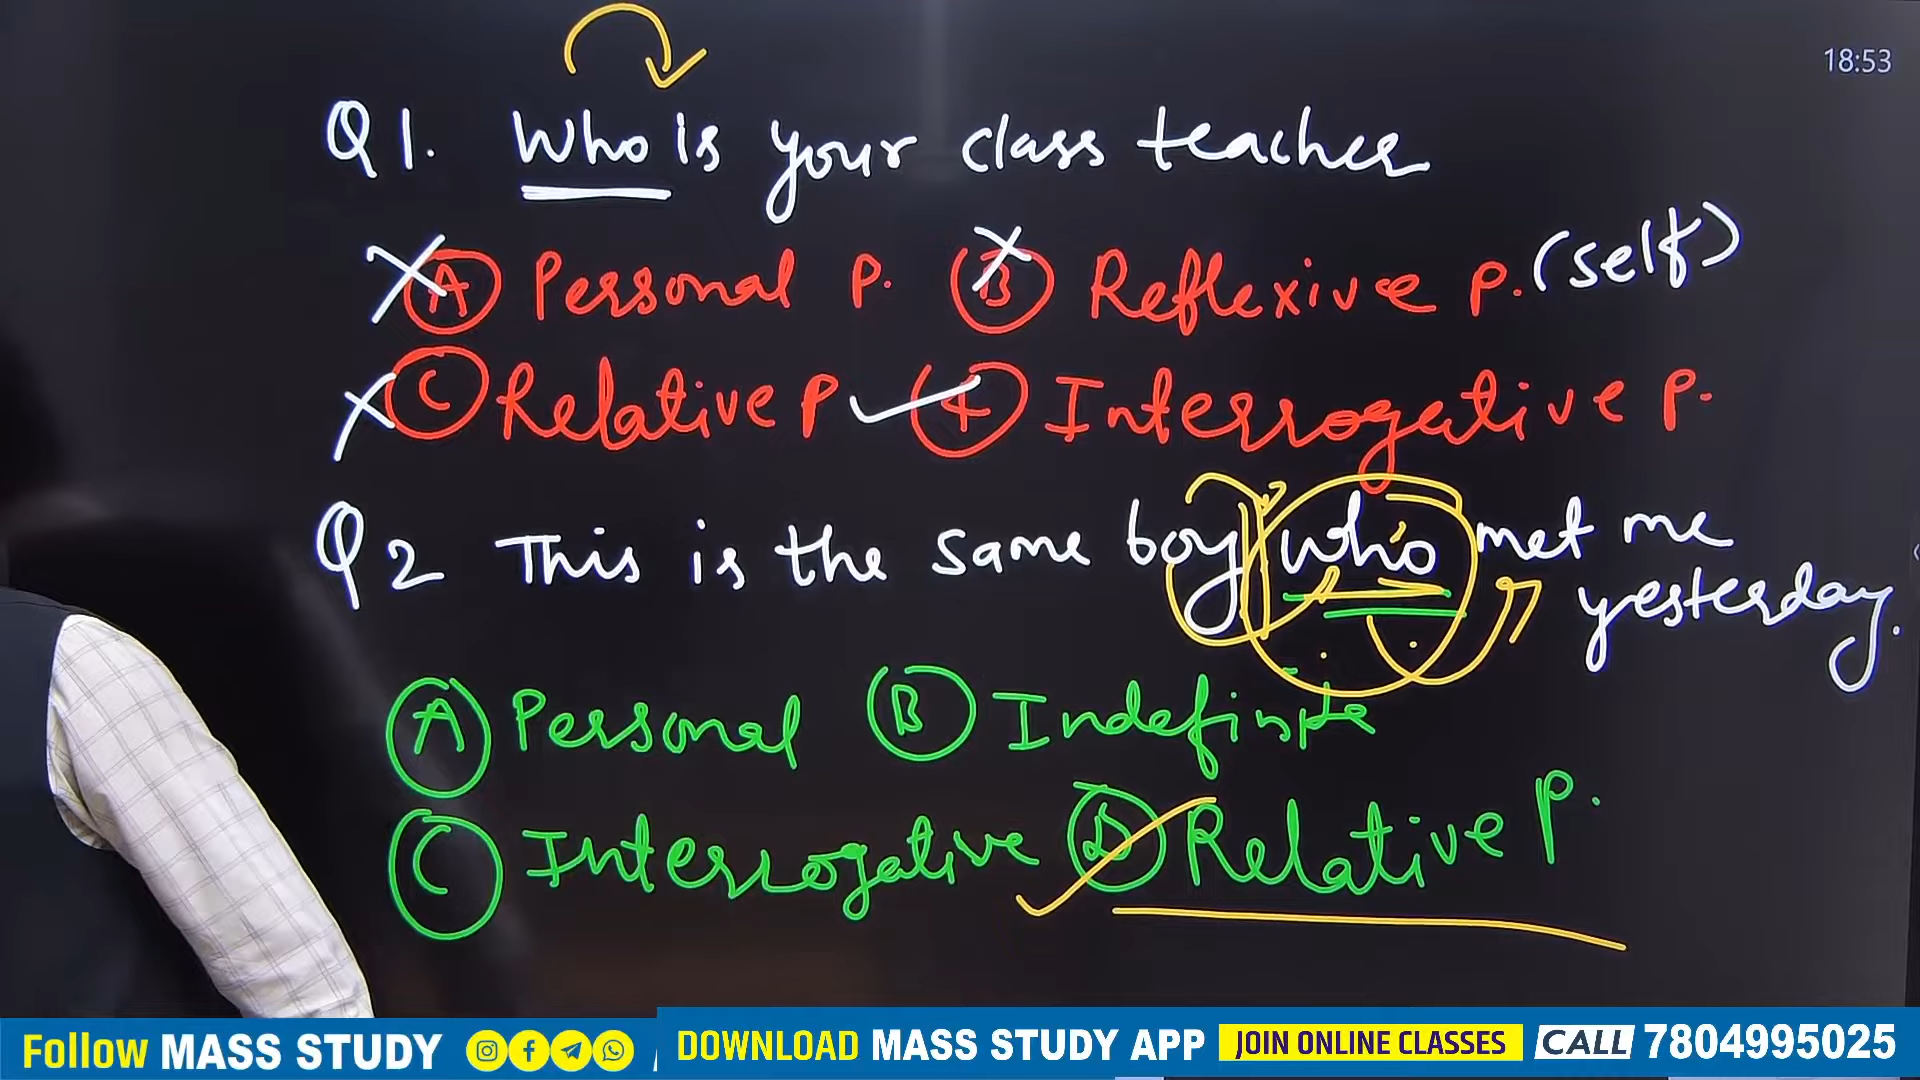 18:53
Q1. Who is your class teacher
A Personal P. B Reflexive P. (self)
C Relative P Interrogative P.
Q2 This is the same boy who met me
yesterday.
A Personal B Indefinite
C Interrogative D Relative P.
Follow MASS STUDY DOWNLOAD MASS STUDY APP JOIN ONLINE CLASSES CALL 7804995025